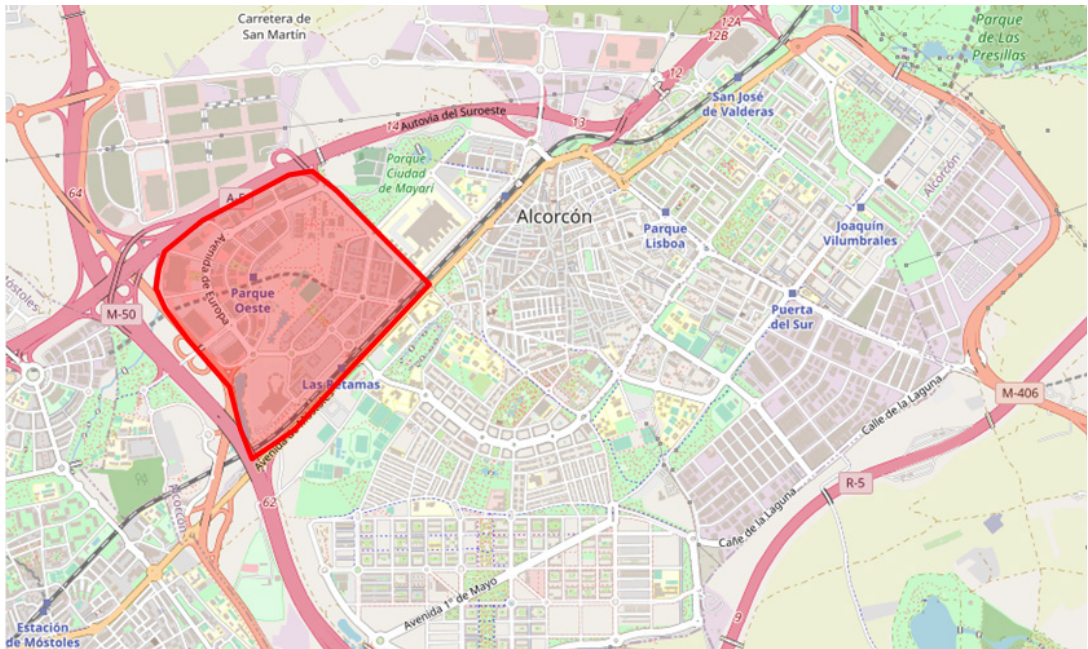 Carretera de
San Martín
12A
12B
Parque
de Las
Presillas
12
San José
de Valderas
Autovía del Suroeste
14
13
64
Parque
Ciudad
de Mayarí
Alcorcón
Alcorcón
Parque
Lisboa
Joaquín
Vilumbrales
Avenida de Europa
Parque
Oeste
Móstoles
M-50
Puerta
del Sur
Las Retamas
M-406
Calle de la Laguna
R-5
62
Alcorcón
Calle de la Laguna
Avenida 1º de Mayo
9
Estación
de Móstoles